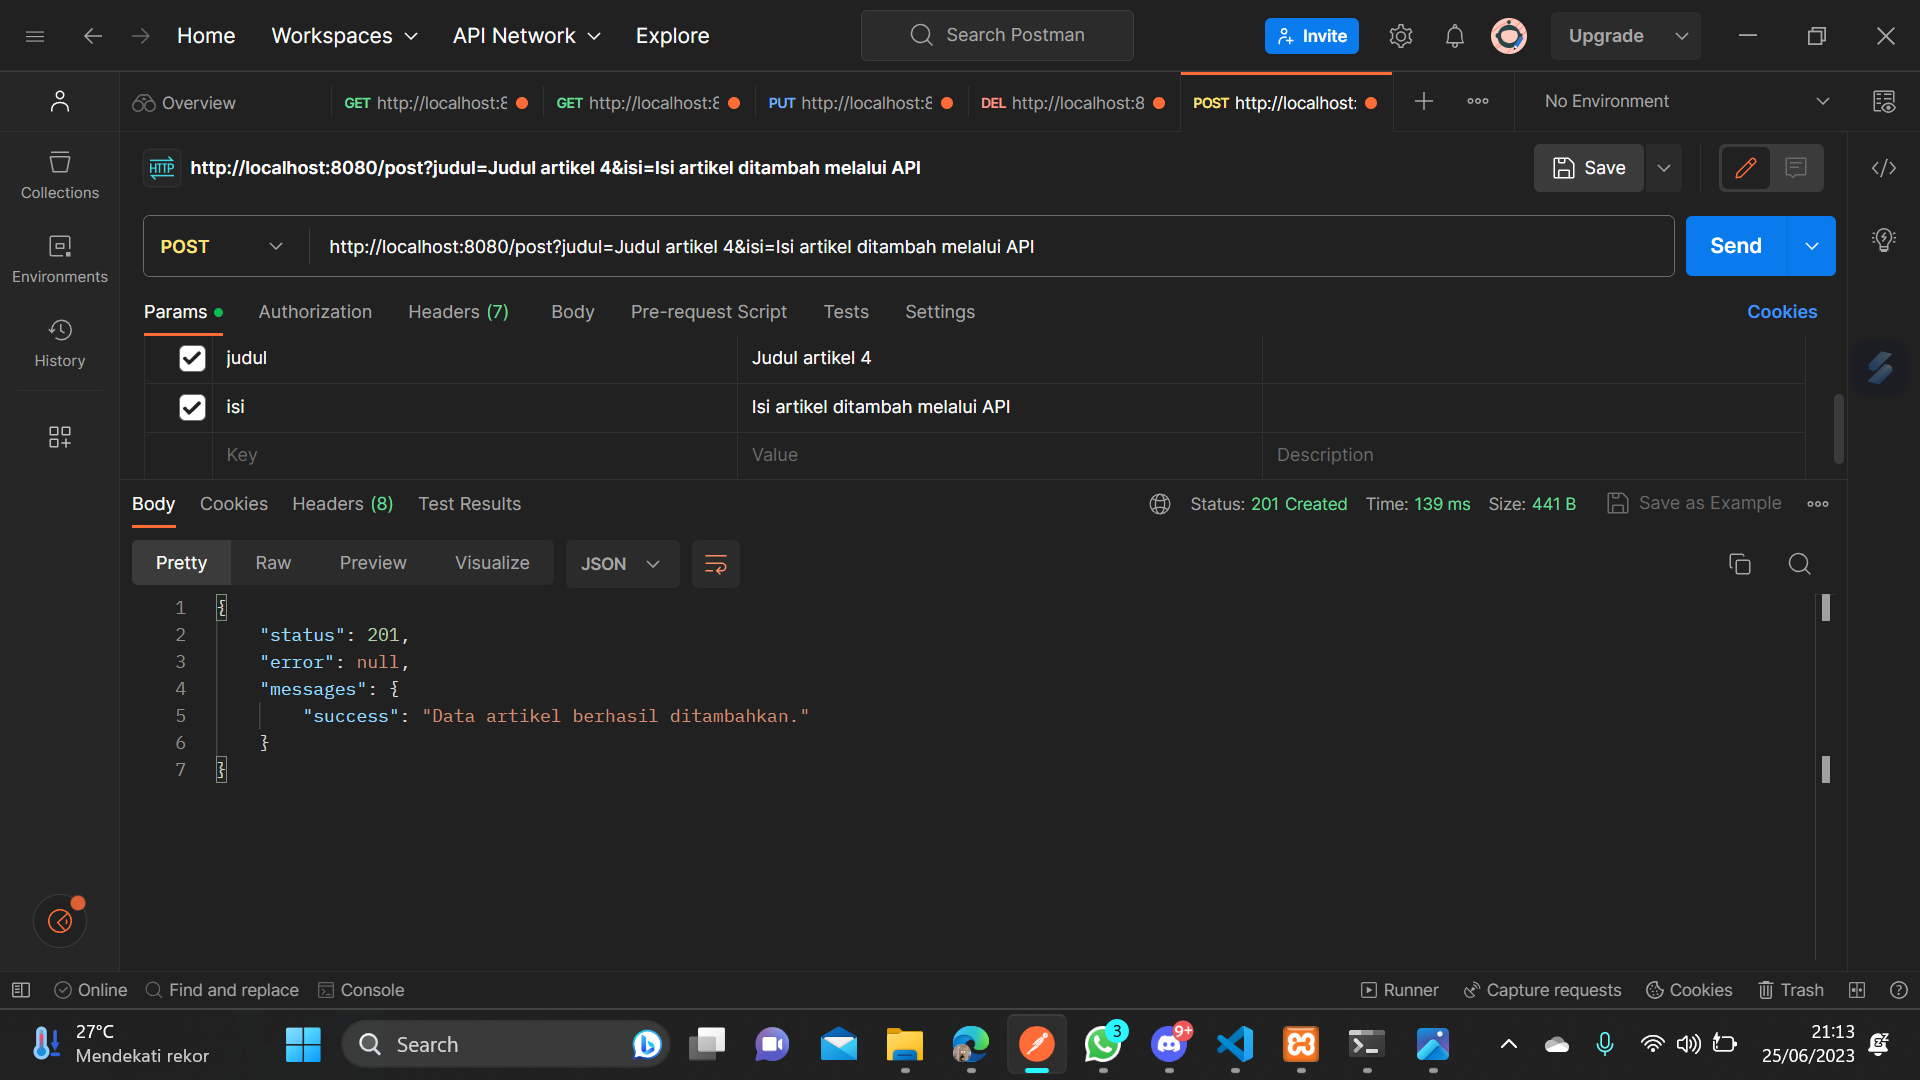 Home Workspaces API Network Explore Search Postman Invite Upgrade
Overview GET http://localhost:8 GET http://localhost:8 PUT http://localhost:8 DEL http://localhost:8 POST http://localhost: No Environment
HTTP http://localhost:8080/post?judul=Judul artikel 4&isi=Isi artikel ditambah melalui API Save
Collections
POST http://localhost:8080/post?judul=Judul artikel 4&isi=Isi artikel ditambah melalui API Send
Environments
Params Authorization Headers (7) Body Pre-request Script Tests Settings Cookies
History
judul Judul artikel 4
isi Isi artikel ditambah melalui API
Key Value Description
Body Cookies Headers (8) Test Results Status: 201 Created Time: 139 ms Size: 441 B Save as Example
Pretty Raw Preview Visualize JSON
1 {
2 "status": 201,
3 "error": null,
4 "messages": {
5 "success": "Data artikel berhasil ditambahkan."
6 }
7 }
Online Find and replace Console Runner Capture requests Cookies Trash
27°C
Mendekati rekor
Search
3
9+
21:13
25/06/2023